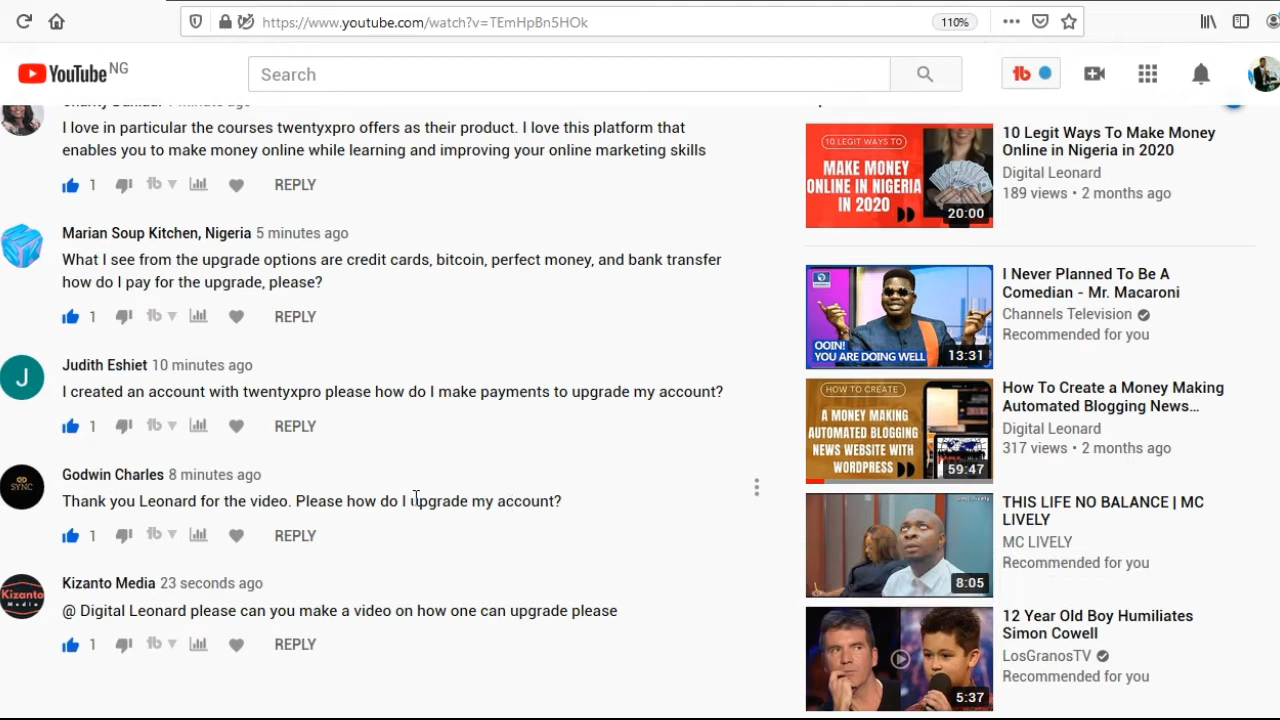 https://www.youtube.com/watch?v=TEmHpBn5HOk
110%
YouTube NG
Search
I love in particular the courses twentyxpro offers as their product. I love this platform that
enables you to earn money online while learning and improving your online marketing skills
1
REPLY
Marian Soup Kitchen, Nigeria 5 minutes ago
What I see from the upgrade options are credit cards, bitcoin, perfect money, and bank transfer
how do I pay for the upgrade, please?
1
REPLY
J
Judith Eshiet 10 minutes ago
I created an account with twentyxpro please how do I make payments to upgrade my account?
1
REPLY
SYNC
Godwin Charles 8 minutes ago
Thank you Leonard for the video. Please how do I upgrade my account?
1
REPLY
Kizanto
Media
Kizanto Media 23 seconds ago
@ Digital Leonard please can you make a video on how one can upgrade please
1
REPLY
10 LEGIT WAYS TO
MAKE MONEY
ONLINE IN NIGERIA
IN 2020
20:00
10 Legit Ways To Make Money
Online in Nigeria in 2020
Digital Leonard
189 views • 2 months ago
OOIN!
YOU ARE DOING WELL
13:31
I Never Planned To Be A
Comedian - Mr. Macaroni
Channels Television
Recommended for you
HOW TO CREATE
A MONEY MAKING
AUTOMATED BLOGGING
NEWS WEBSITE WITH
WORDPRESS
59:47
How To Create a Money Making
Automated Blogging News...
Digital Leonard
317 views • 2 months ago
8:05
THIS LIFE NO BALANCE | MC
LIVELY
MC LIVELY
Recommended for you
5:37
12 Year Old Boy Humiliates
Simon Cowell
LosGranosTV
Recommended for you